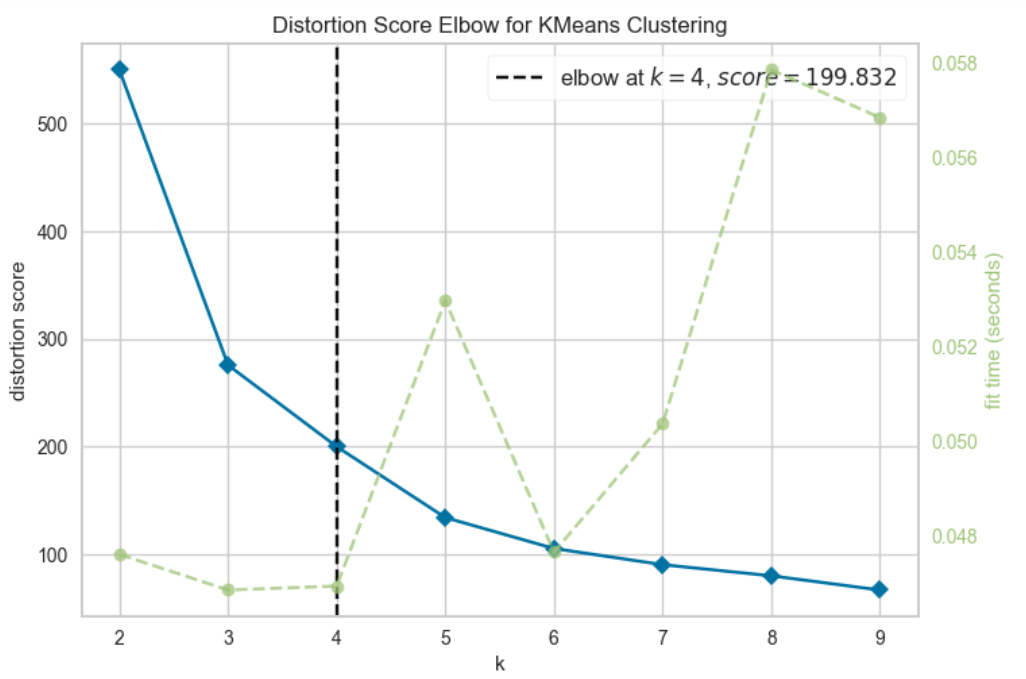 Distortion Score Elbow for KMeans Clustering
elbow at k = 4, score = 199.832
distortion score
500
400
300
200
100
0.058
0.056
0.054
0.052
0.050
0.048
fit time (seconds)
2 3 4 5 6 7 8 9
k